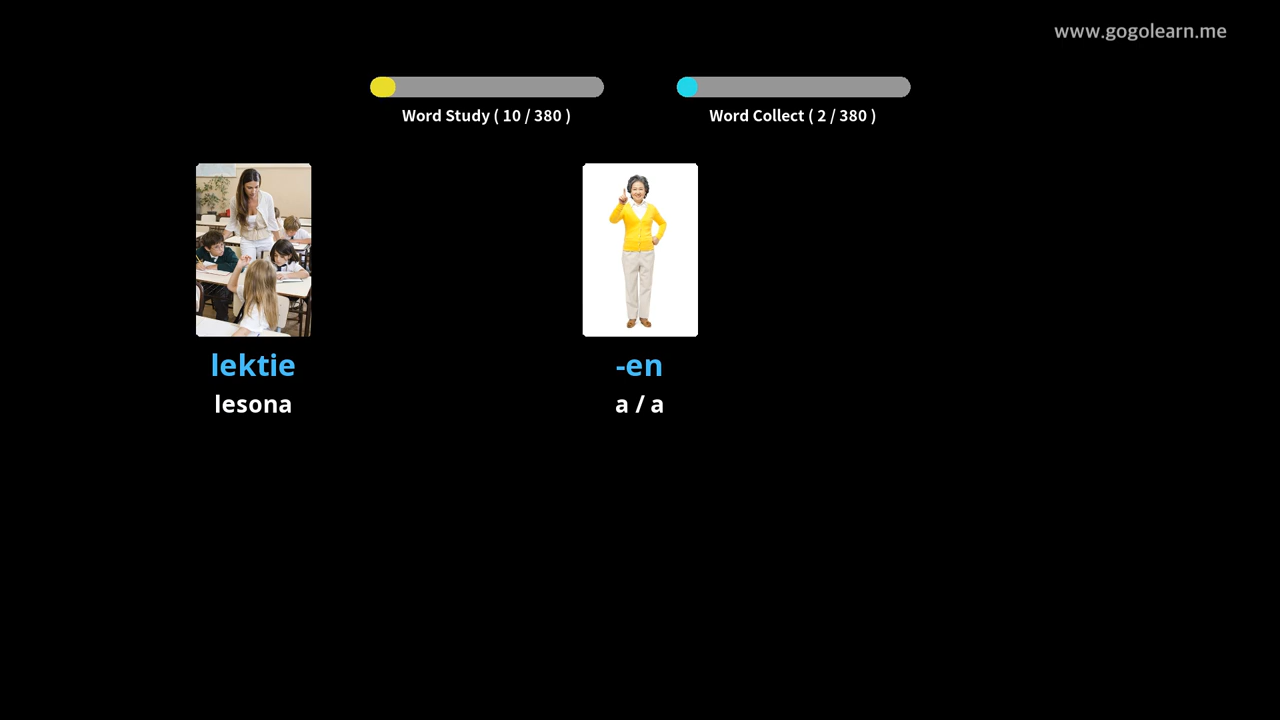 www.gogolearn.me
Word Study ( 10 / 380 )
Word Collect ( 2 / 380 )
lektie
lesona
-en
a / a